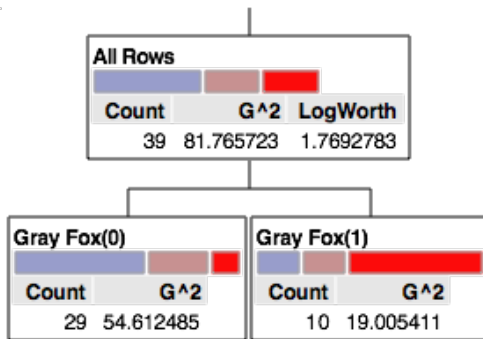 All Rows
Count G^2 LogWorth
39 81.765723 1.7692783
Gray Fox(0)
Count G^2
29 54.612485
Gray Fox(1)
Count G^2
10 19.005411